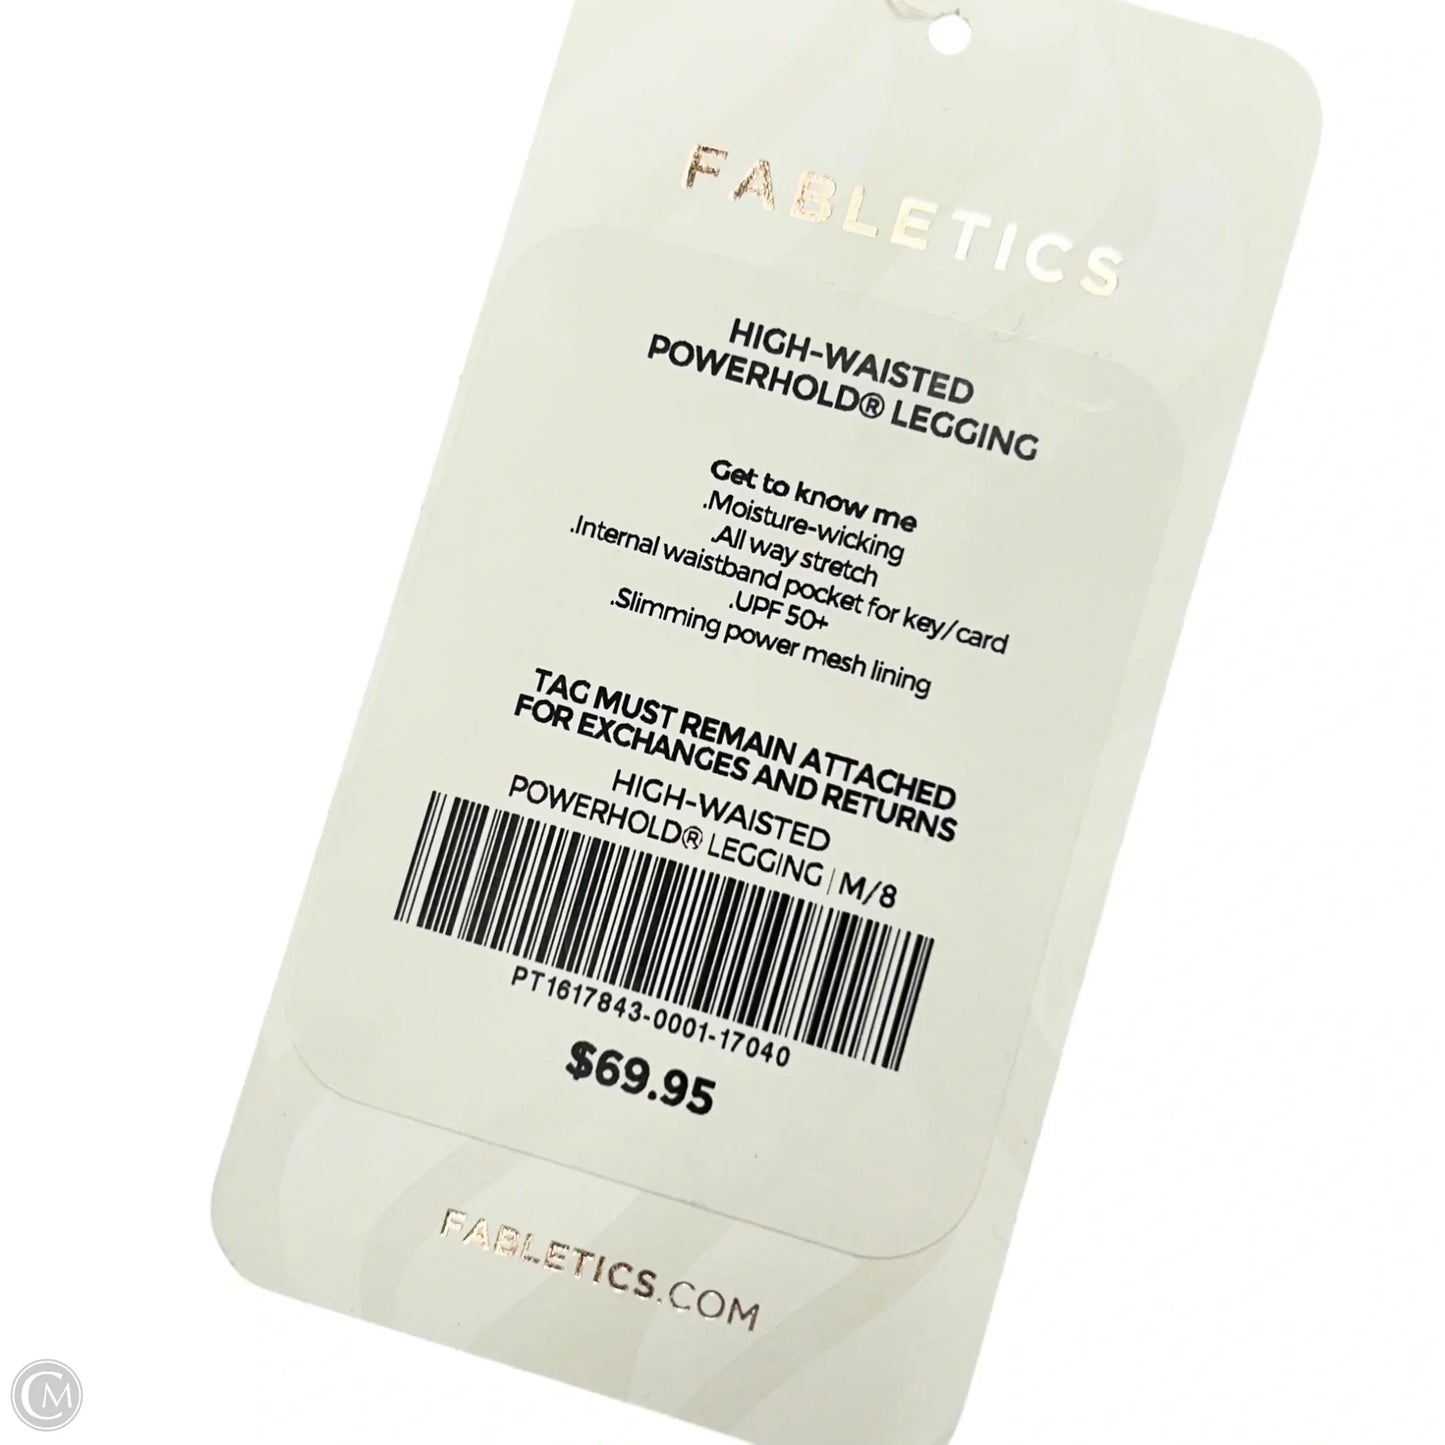 FABLETICS
HIGH-WAISTED
POWERHOLD® LEGGING
Get to know me
.Moisture-wicking
.All way stretch
.Internal waistband pocket for key/card
.UPF 50+
.Slimming power mesh lining
TAG MUST REMAIN ATTACHED
FOR EXCHANGES AND RETURNS
HIGH-WAISTED
POWERHOLD® LEGGING | M/8
PT1617843-0001-17040
$69.95
FABLETICS.COM
CM